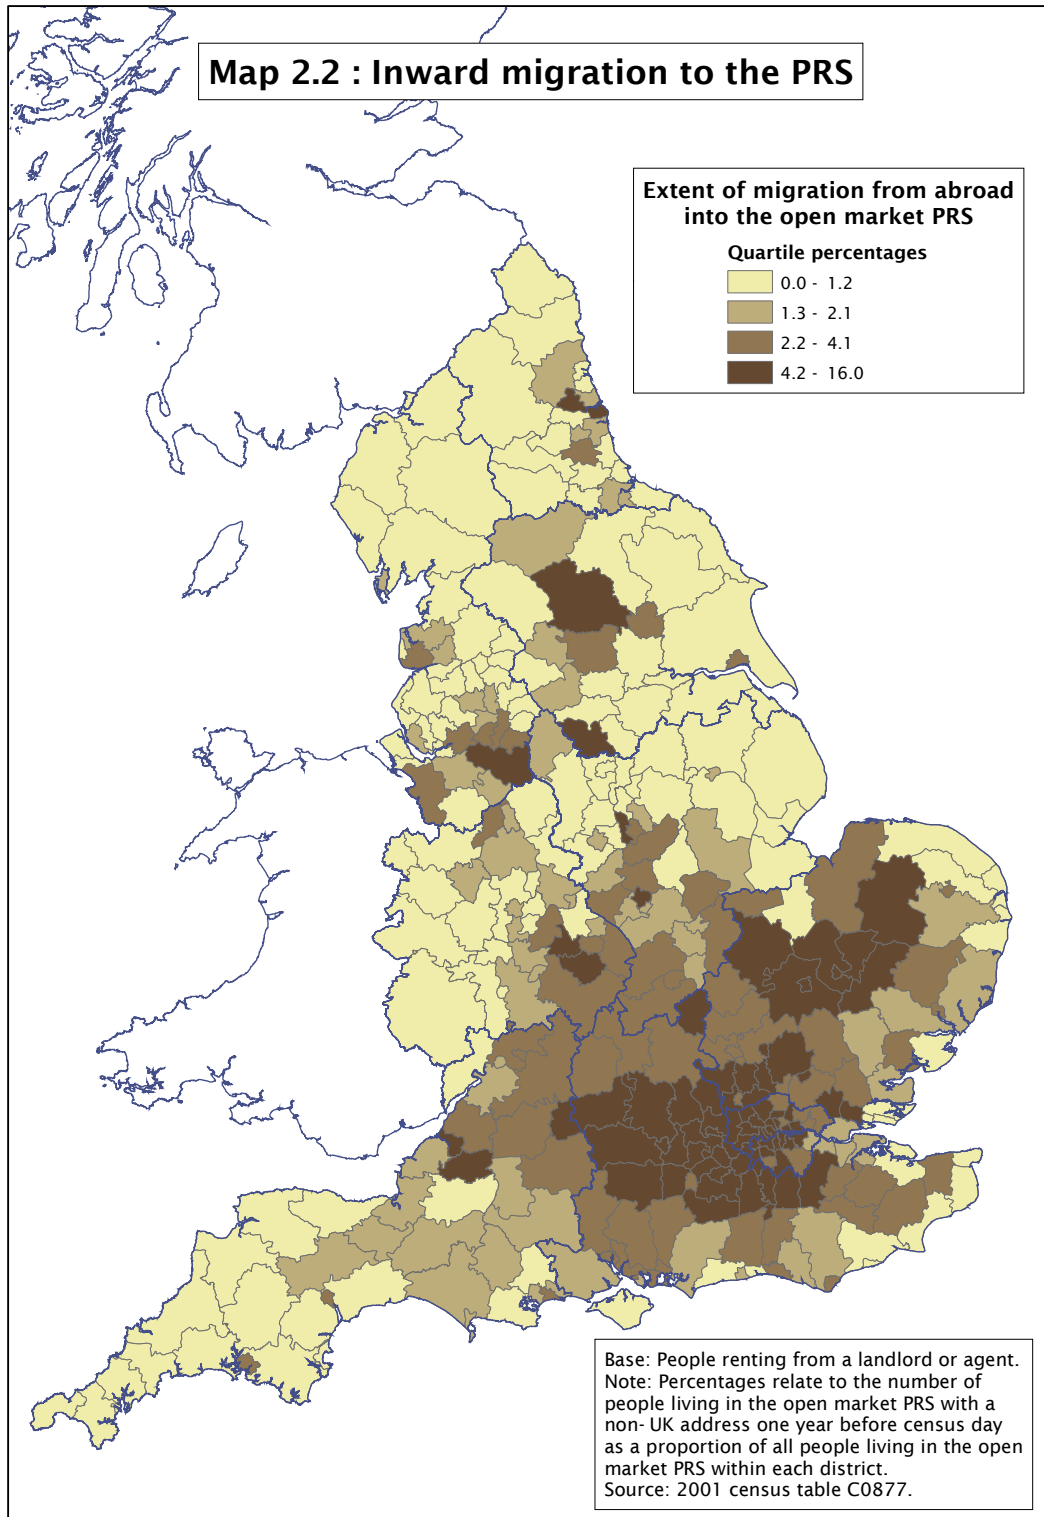 Map 2.2 : Inward migration to the PRS
Extent of migration from abroad
into the open market PRS
Quartile percentages
0.0 - 1.2
1.3 - 2.1
2.2 - 4.1
4.2 - 16.0
Base: People renting from a landlord or agent.
Note: Percentages relate to the number of
people living in the open market PRS with a
non- UK address one year before census day
as a proportion of all people living in the open
market PRS within each district.
Source: 2001 census table C0877.